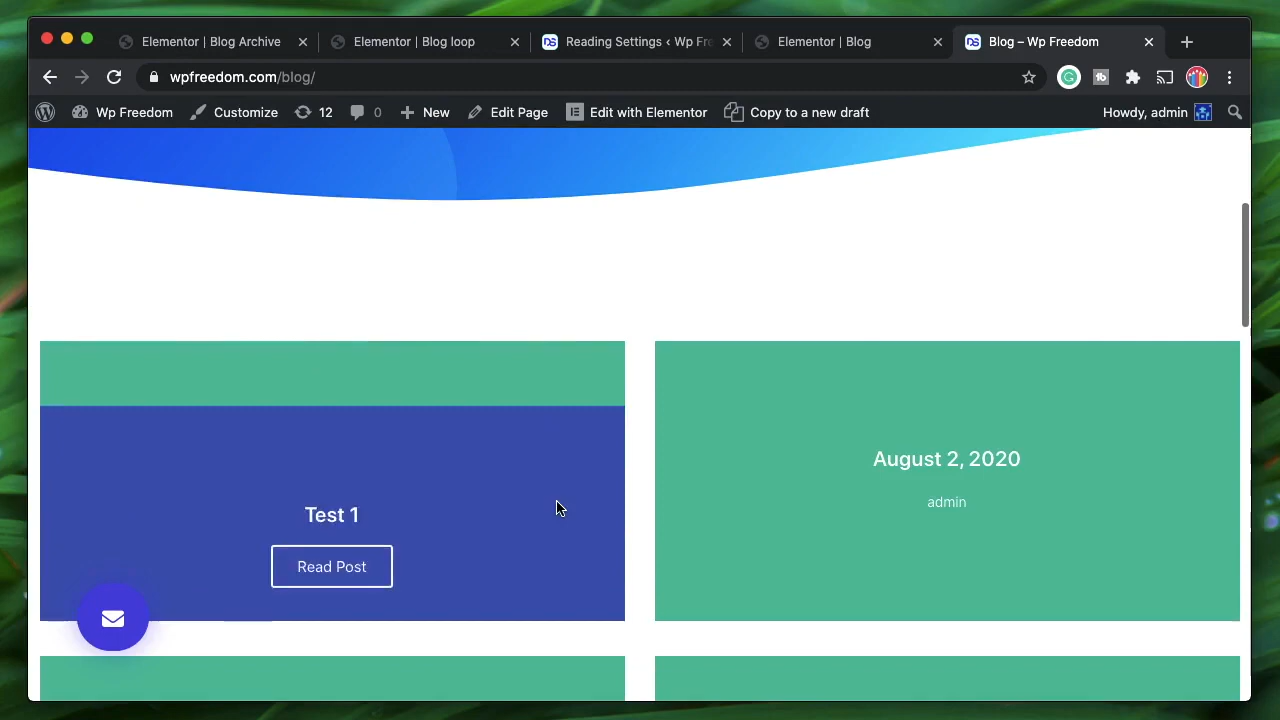 Elementor | Blog Archive
Elementor | Blog loop
Reading Settings ‹ Wp Fre
Elementor | Blog
Blog – Wp Freedom
wpfreedom.com/blog/
Wp Freedom
Customize
12
0
New
Edit Page
Edit with Elementor
Copy to a new draft
Howdy, admin
Test 1
Read Post
August 2, 2020
admin